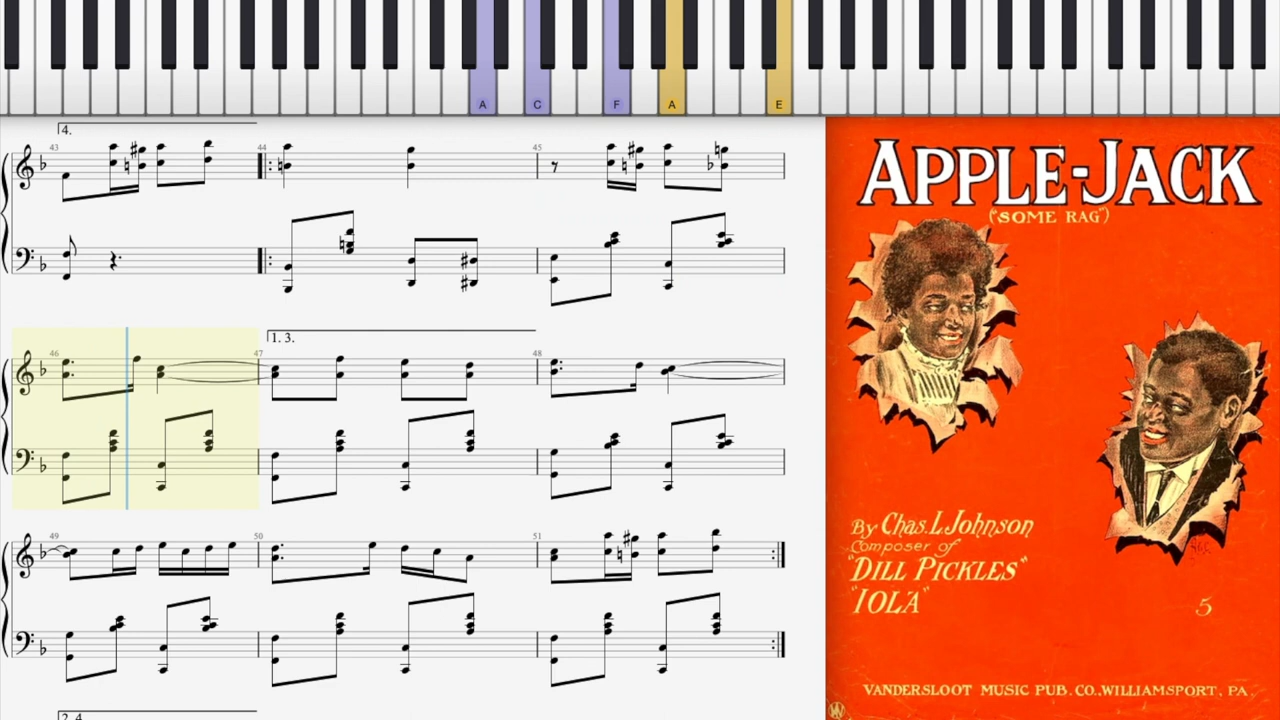 A C F A E
4.
43 44 45
APPLE-JACK
("SOME RAG")
1. 3.
46 47 48
By Chas. L. Johnson
Composer of
"DILL PICKLES"
"IOLA"
5
49 50 51
VANDERSLOOT MUSIC PUB. CO., WILLIAMSPORT, PA.
2. 4.